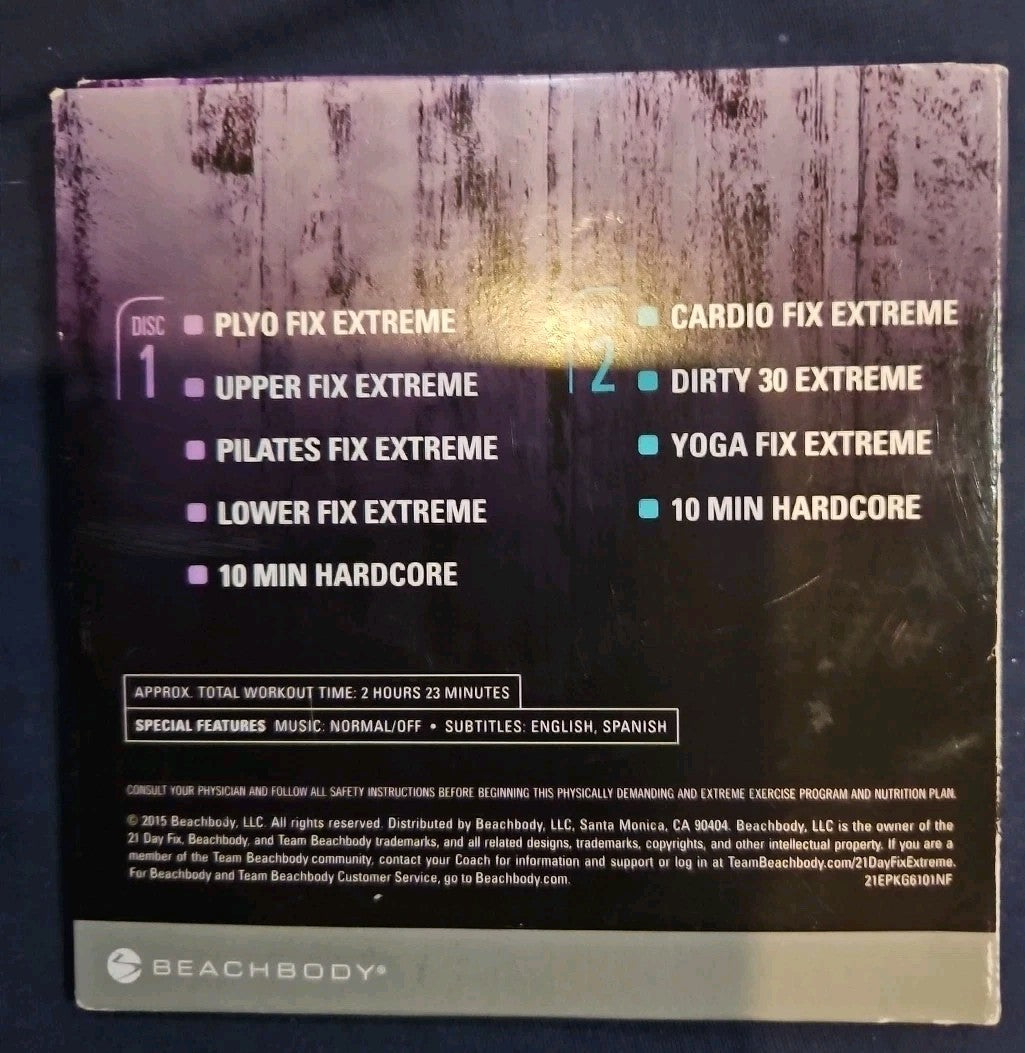 DISC
1
PLYO FIX EXTREME
UPPER FIX EXTREME
PILATES FIX EXTREME
LOWER FIX EXTREME
10 MIN HARDCORE
2
CARDIO FIX EXTREME
DIRTY 30 EXTREME
YOGA FIX EXTREME
10 MIN HARDCORE
APPROX. TOTAL WORKOUT TIME: 2 HOURS 23 MINUTES
SPECIAL FEATURES MUSIC: NORMAL/OFF • SUBTITLES: ENGLISH, SPANISH
CONSULT YOUR PHYSICIAN AND FOLLOW ALL SAFETY INSTRUCTIONS BEFORE BEGINNING THIS PHYSICALLY DEMANDING AND EXTREME EXERCISE PROGRAM AND NUTRITION PLAN.
© 2015 Beachbody, LLC. All rights reserved. Distributed by Beachbody, LLC, Santa Monica, CA 90404. Beachbody, LLC is the owner of the
21 Day Fix, Beachbody, and Team Beachbody trademarks, and all related designs, trademarks, copyrights, and other intellectual property. If you are a
member of the Team Beachbody community, contact your Coach for information and support or log in at TeamBeachbody.com/21DayFixExtreme.
For Beachbody and Team Beachbody Customer Service, go to Beachbody.com.
21EPKG6101NF
BEACHBODY®